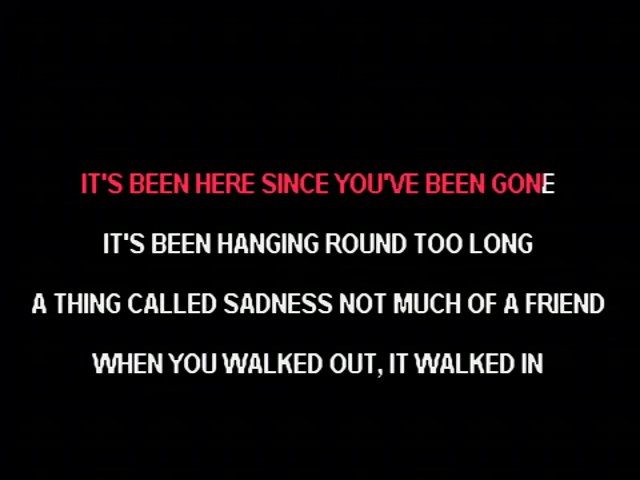 IT'S BEEN HERE SINCE YOU'VE BEEN GONE
IT'S BEEN HANGING ROUND TOO LONG
A THING CALLED SADNESS NOT MUCH OF A FRIEND
WHEN YOU WALKED OUT, IT WALKED IN